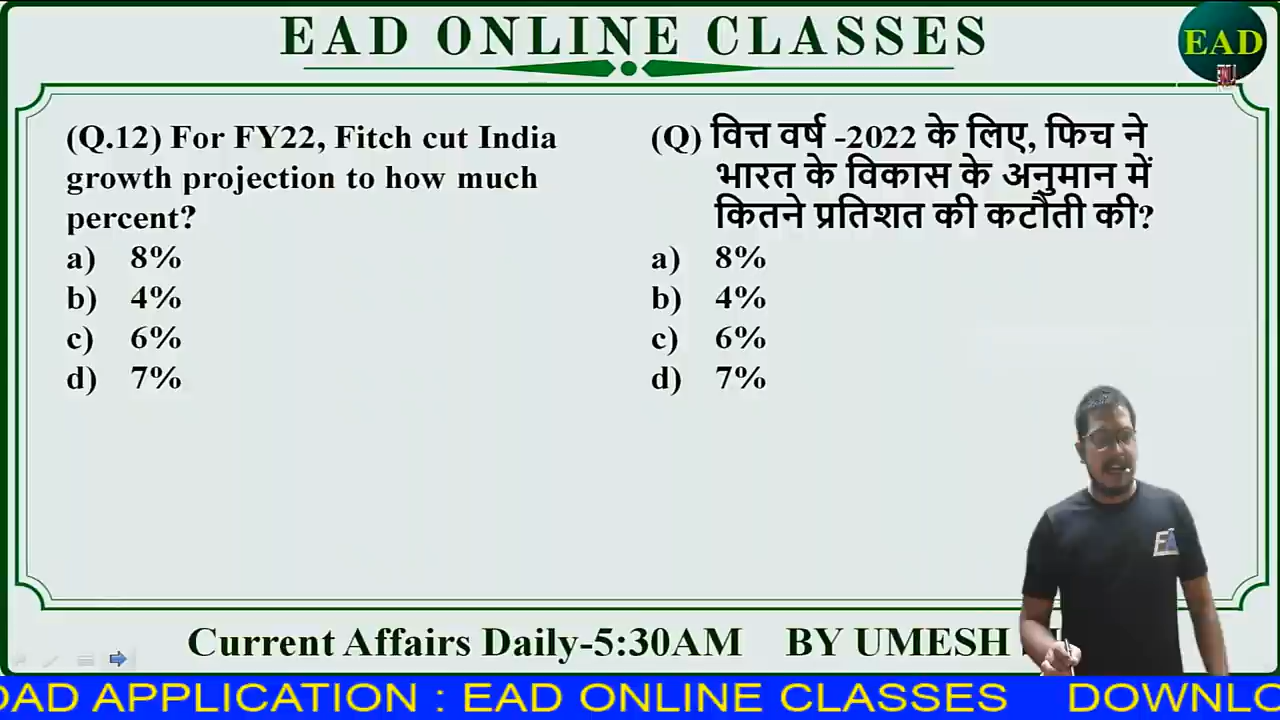 EAD ONLINE CLASSES
EAD
(Q.12) For FY22, Fitch cut India
growth projection to how much
percent?
a) 8%
b) 4%
c) 6%
d) 7%
(Q) वित्त वर्ष -2022 के लिए, फिच ने
भारत के विकास के अनुमान में
कितने प्रतिशत की कटौती की?
a) 8%
b) 4%
c) 6%
d) 7%
Current Affairs Daily-5:30AM BY UMESH
OAD APPLICATION : EAD ONLINE CLASSES DOWNLO